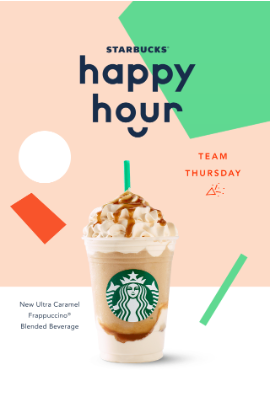 STARBUCKS®
happy
hour
TEAM
THURSDAY
New Ultra Caramel
Frappuccino®
Blended Beverage